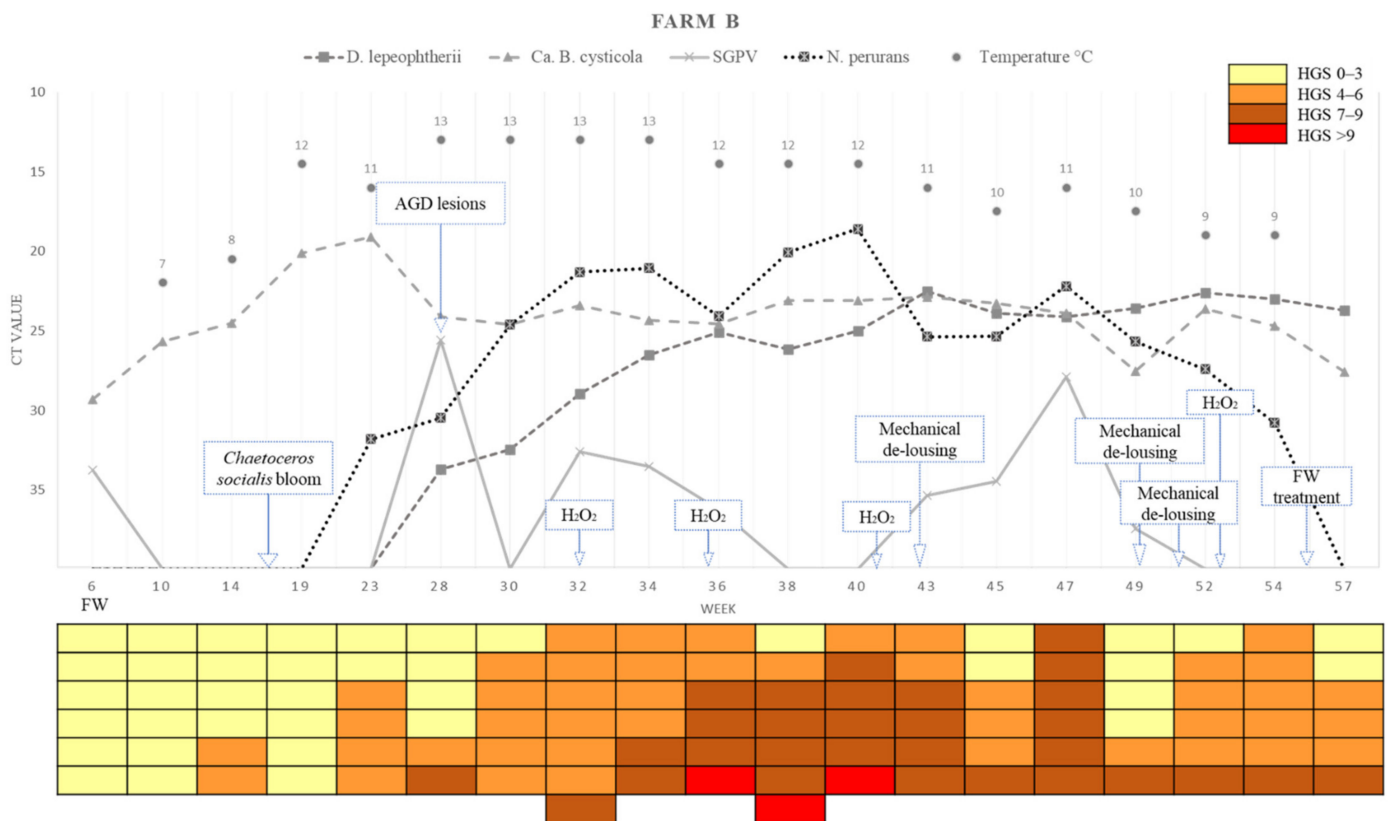 FARM B
D. lepeophtherii
Ca. B. cysticola
SGPV
N. perurans
Temperature °C
HGS 0–3
HGS 4–6
HGS 7–9
HGS >9
10
15
20
25
30
35
CT VALUE
7
8
12
11
13
13
13
13
12
12
12
11
10
11
10
9
9
AGD lesions
Chaetoceros
socialis bloom
H₂O₂
H₂O₂
H₂O₂
Mechanical
de-lousing
Mechanical
de-lousing
Mechanical
de-lousing
H₂O₂
FW
treatment
6
10
14
19
23
28
30
32
34
36
38
40
43
45
47
49
52
54
57
FW
WEEK